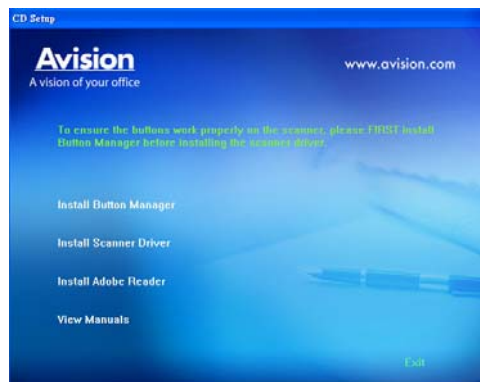 CD Setup
Avision
A vision of your office
www.avision.com
To ensure the buttons work properly on the scanner, please FIRST install
Button Manager before installing the scanner driver.
Install Button Manager
Install Scanner Driver
Install Adobe Reader
View Manuals
Exit